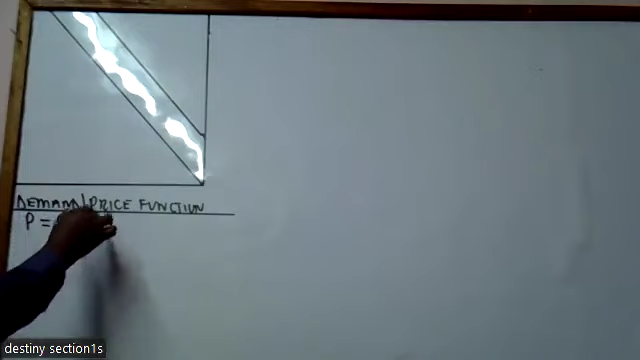 DEMAND/PRICE FUNCTION
P =
destiny section1s